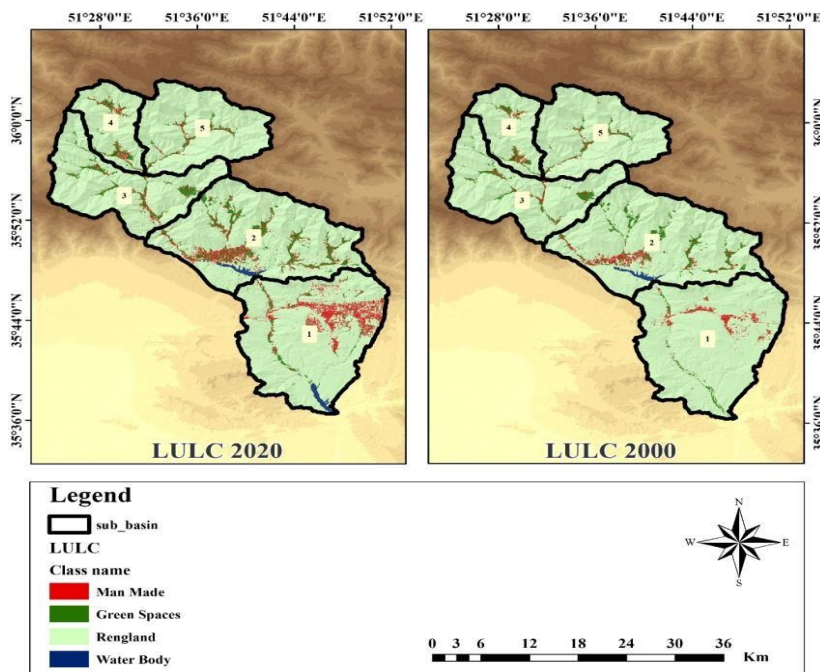 51°28'0"E 51°36'0"E 51°44'0"E 51°52'0"E
51°28'0"E 51°36'0"E 51°44'0"E 51°52'0"E
36°0'0"N
35°52'0"N
35°44'0"N
35°36'0"N
4
5
3
2
1
LULC 2020
4
5
3
2
1
LULC 2000
Legend
sub_basin
LULC
Class name
Man Made
Green Spaces
Rengland
Water Body
N
W E
S
0 3 6 12 18 24 30 36
Km